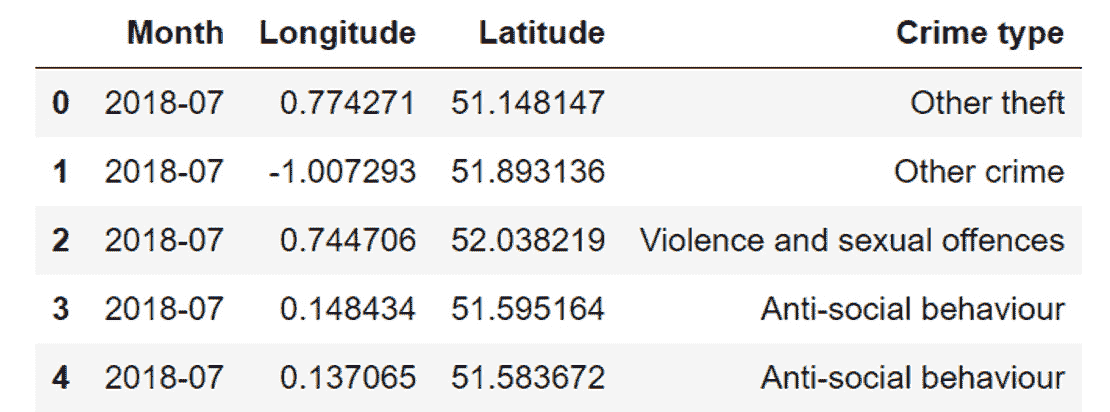 Month Longitude Latitude Crime type
0 2018-07 0.774271 51.148147 Other theft
1 2018-07 -1.007293 51.893136 Other crime
2 2018-07 0.744706 52.038219 Violence and sexual offences
3 2018-07 0.148434 51.595164 Anti-social behaviour
4 2018-07 0.137065 51.583672 Anti-social behaviour